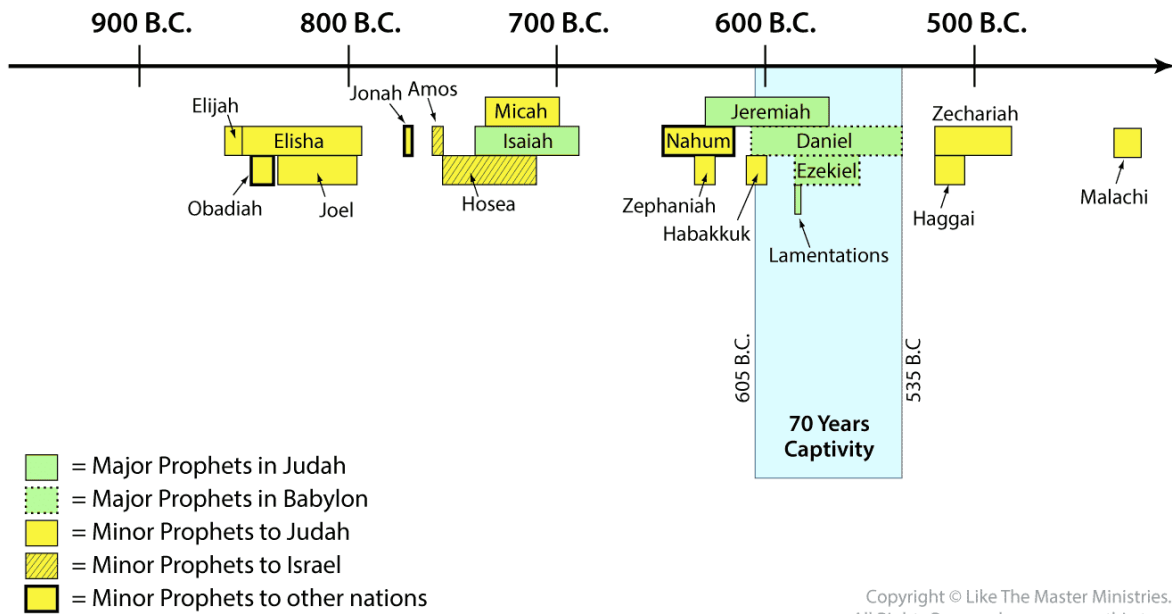 900 B.C. 800 B.C. 700 B.C. 600 B.C. 500 B.C.
Elijah
Elisha
Obadiah
Joel
Jonah
Amos
Micah
Isaiah
Hosea
Jeremiah
Nahum
Daniel
Ezekiel
Zephaniah
Habakkuk
Lamentations
Zechariah
Haggai
Malachi
605 B.C.
535 B.C
70 Years
Captivity
= Major Prophets in Judah
= Major Prophets in Babylon
= Minor Prophets to Judah
= Minor Prophets to Israel
= Minor Prophets to other nations
Copyright © Like The Master Ministries.